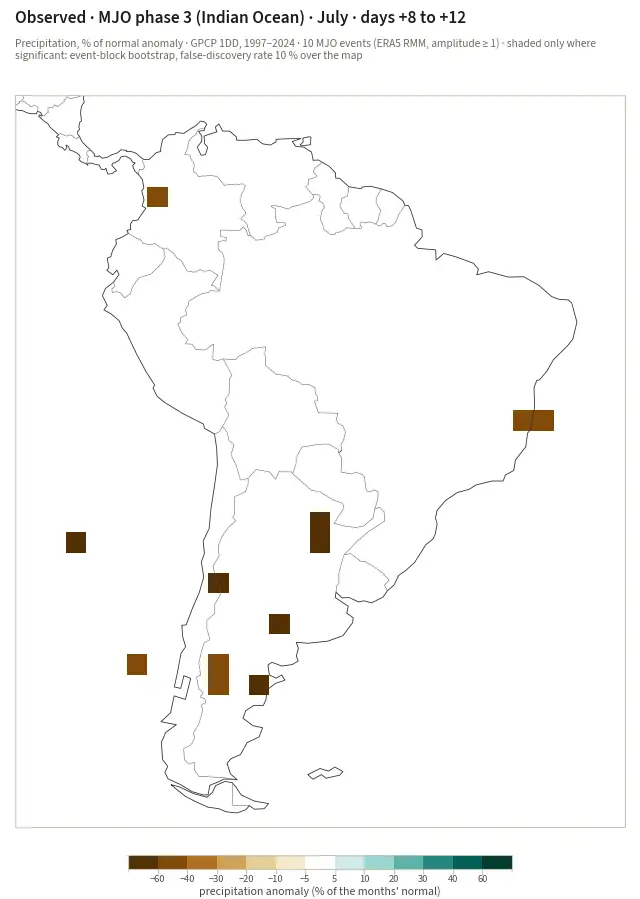 Observed · MJO phase 3 (Indian Ocean) · July · days +8 to +12
Precipitation, % of normal anomaly · GPCP 1DD, 1997–2024 · 10 MJO events (ERA5 RMM, amplitude ≥ 1) · shaded only where
significant: event-block bootstrap, false-discovery rate 10 % over the map
−60 −40 −30 −20 −10 −5 5 10 20 30 40 60
precipitation anomaly (% of the months' normal)